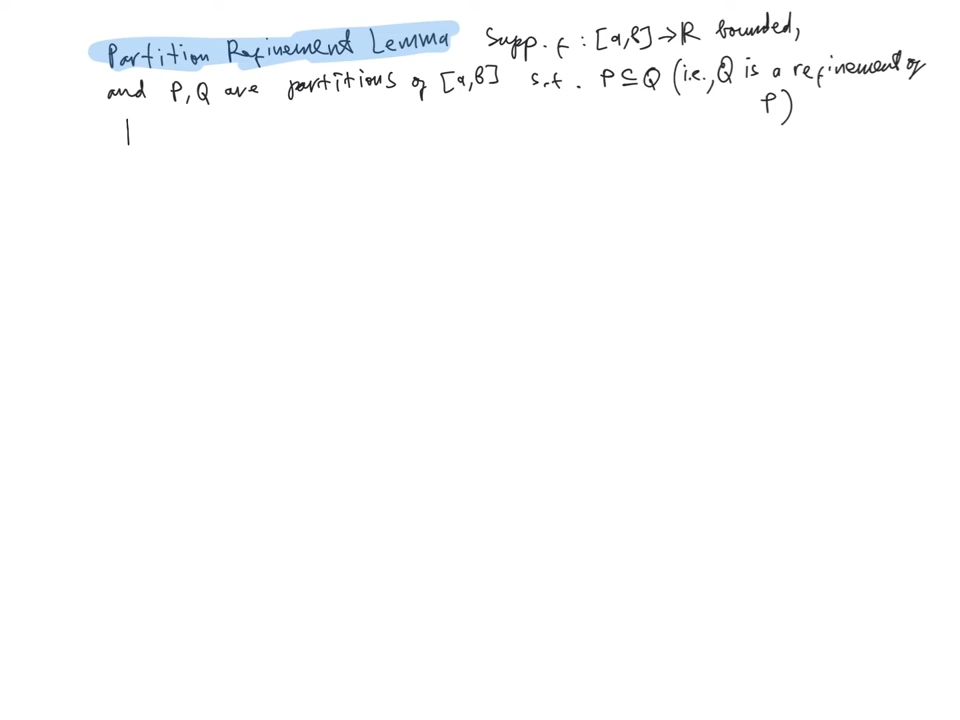 Partition Refinement Lemma Supp. f : [a,b] → ℝ bounded,
and P, Q are partitions of [a,b] s.t. P ⊆ Q (i.e., Q is a refinement of
P)